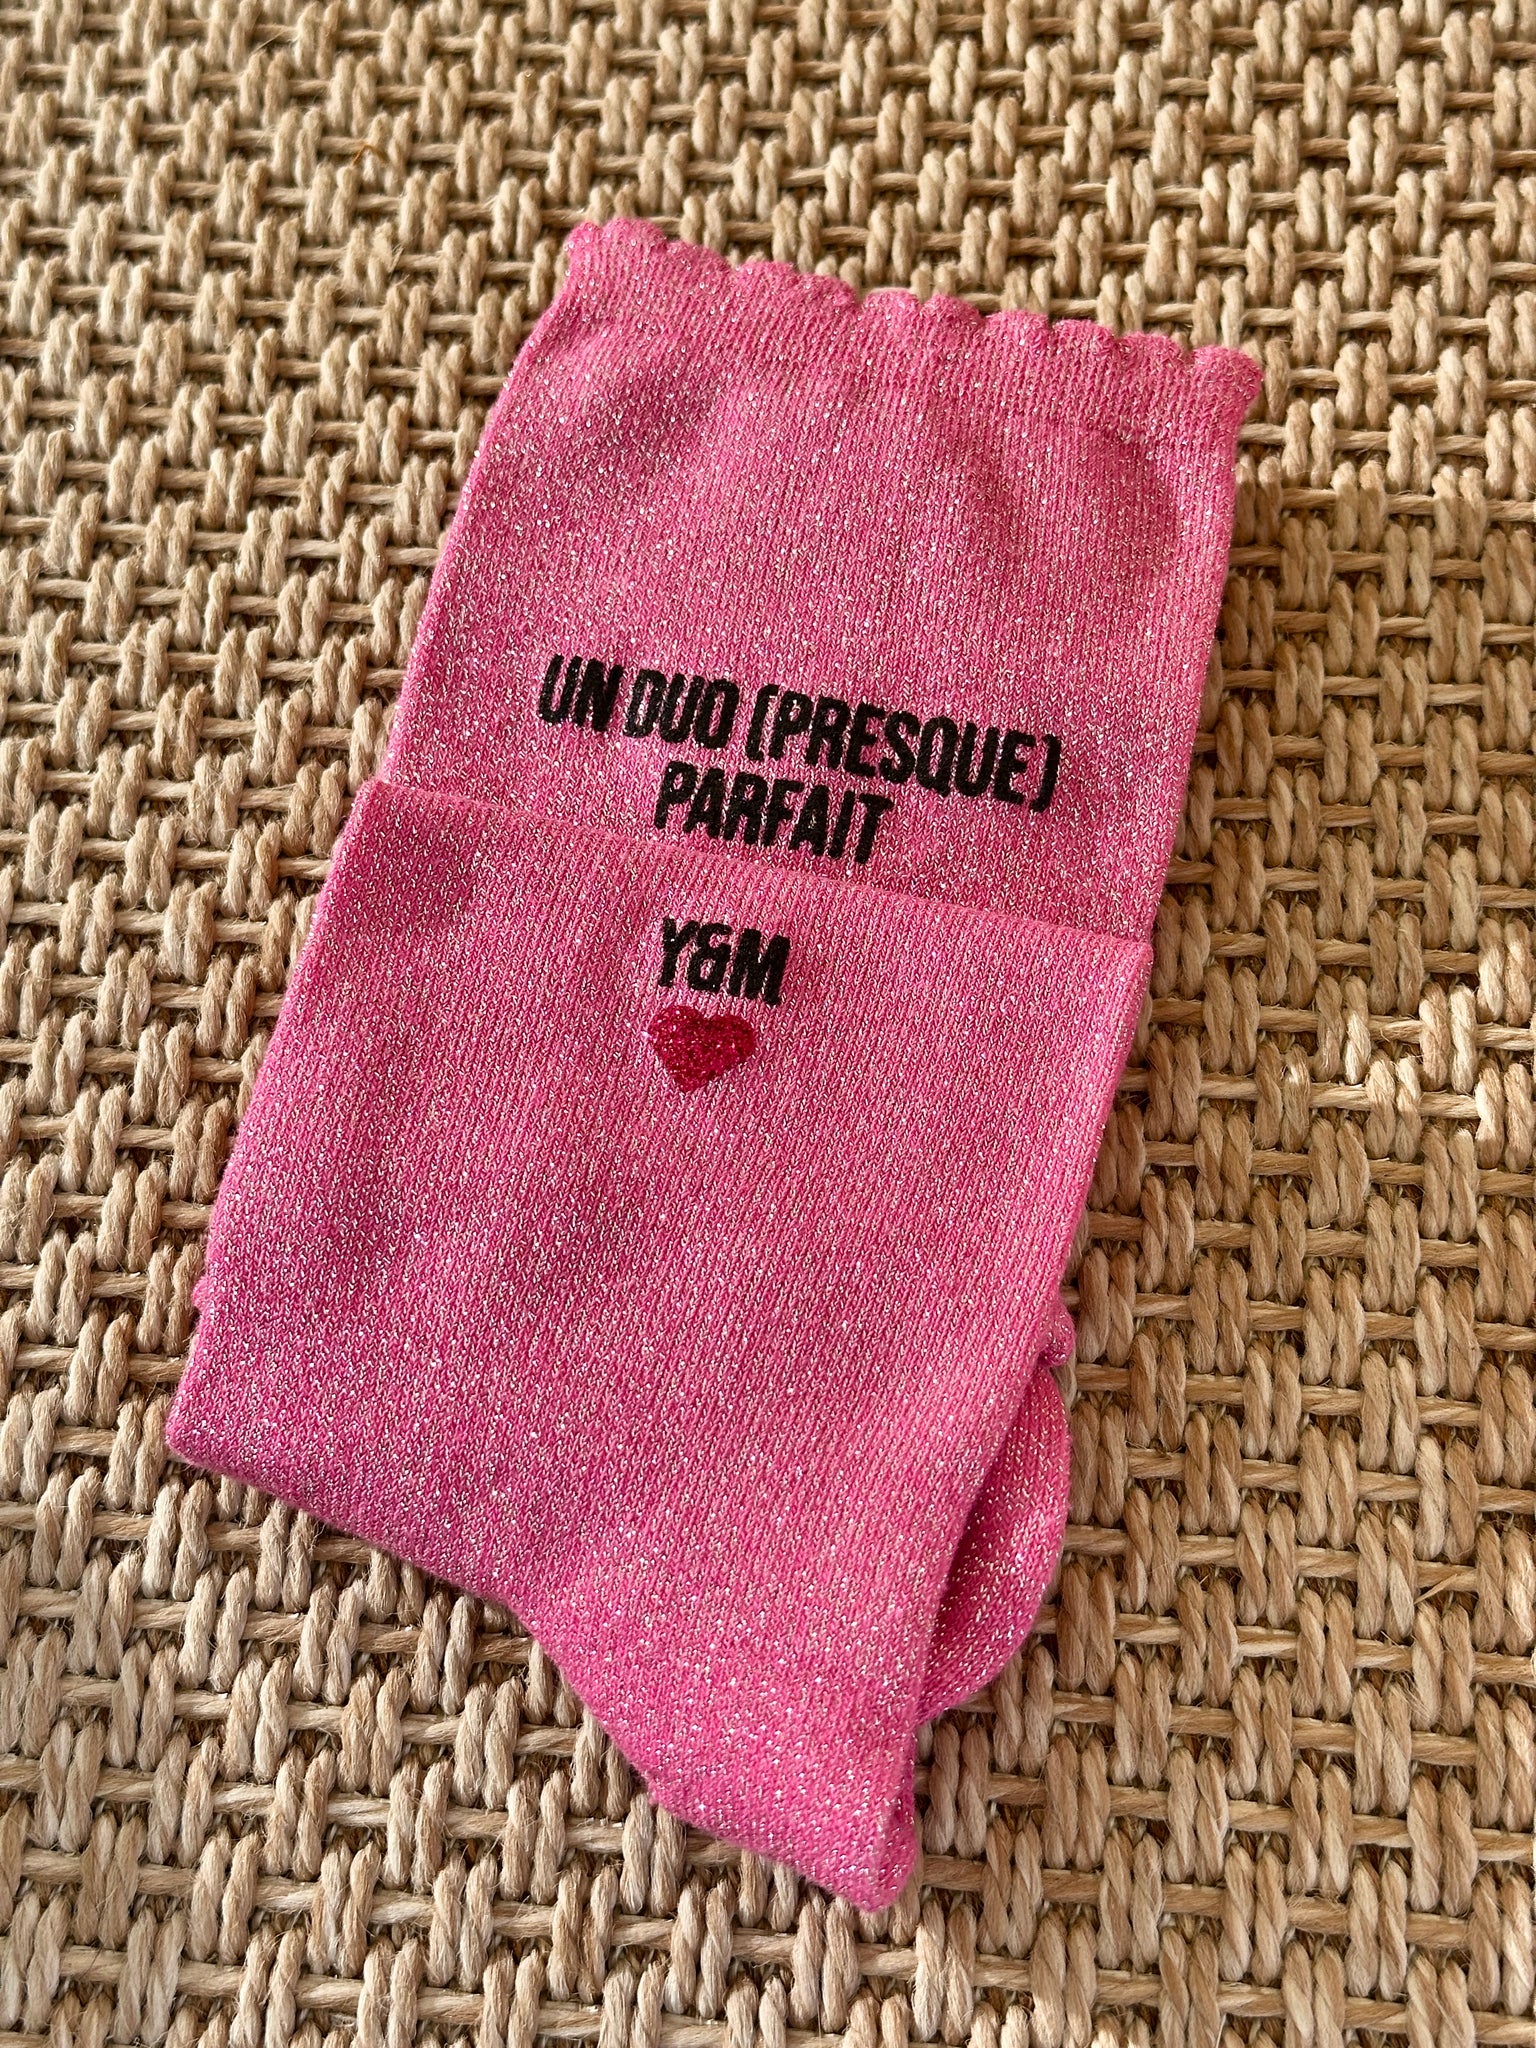 UN DUO (PRESQUE)
PARFAIT
Y&M